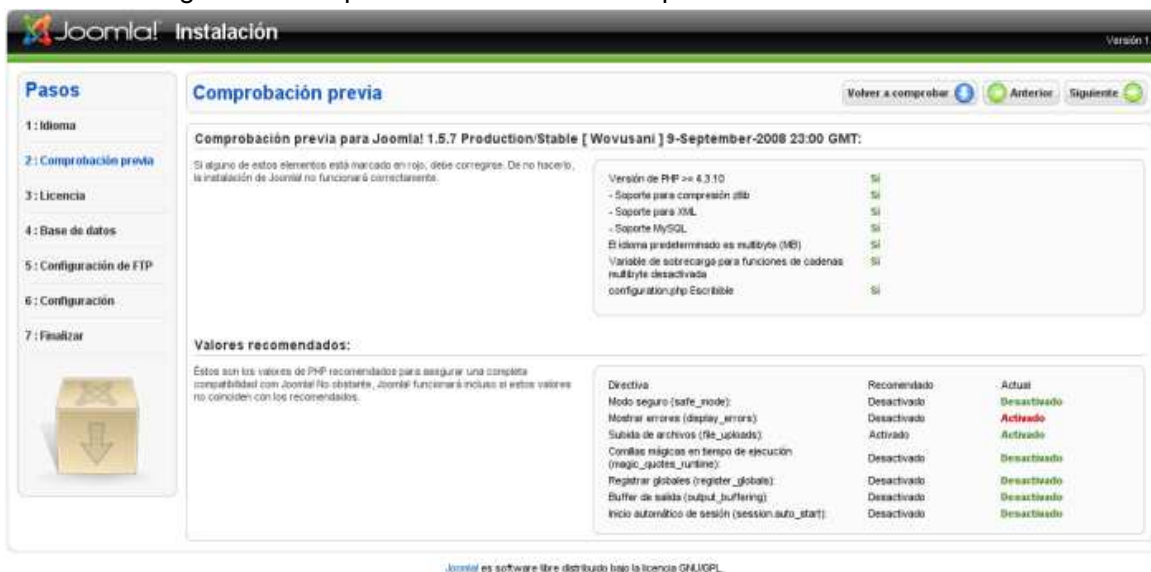 Joomla! Instalación
Versión 1
Pasos
1 : Idioma
2 : Comprobación previa
3 : Licencia
4 : Base de datos
5 : Configuración de FTP
6 : Configuración
7 : Finalizar
Comprobación previa
Volver a comprobar
Anterior
Siguiente
Comprobación previa para Joomla! 1.5.7 Production/Stable [ Wovusani ] 9-September-2008 23:00 GMT:
Si alguno de estos elementos está marcado en rojo, debe corregirse. De no hacerlo,
la instalación de Joomla! no funcionará correctamente.
Versión de PHP >= 4.3.10 Sí
- Soporte para compresión zlib Sí
- Soporte para XML Sí
- Soporte MySQL Sí
El idioma predeterminado es multibyte (MB) Sí
Variable de sobrecarga para funciones de cadenas Sí
multibyte desactivada
configuration.php Escribible Sí
Valores recomendados:
Éstos son los valores de PHP recomendados para asegurar una completa
compatibilidad con Joomla! No obstante, Joomla! funcionará incluso si estos valores
no coinciden con los recomendados.
Directiva Recomendado Actual
Modo seguro (safe_mode): Desactivado Desactivado
Mostrar errores (display_errors): Desactivado Activado
Subida de archivos (file_uploads): Activado Activado
Comillas mágicas en tiempo de ejecución
(magic_quotes_runtime): Desactivado Desactivado
Registrar globales (register_globals): Desactivado Desactivado
Buffer de salida (output_buffering) Desactivado Desactivado
Inicio automático de sesión (session.auto_start): Desactivado Desactivado
Joomla! es software libre distribuido bajo la licencia GNU/GPL.